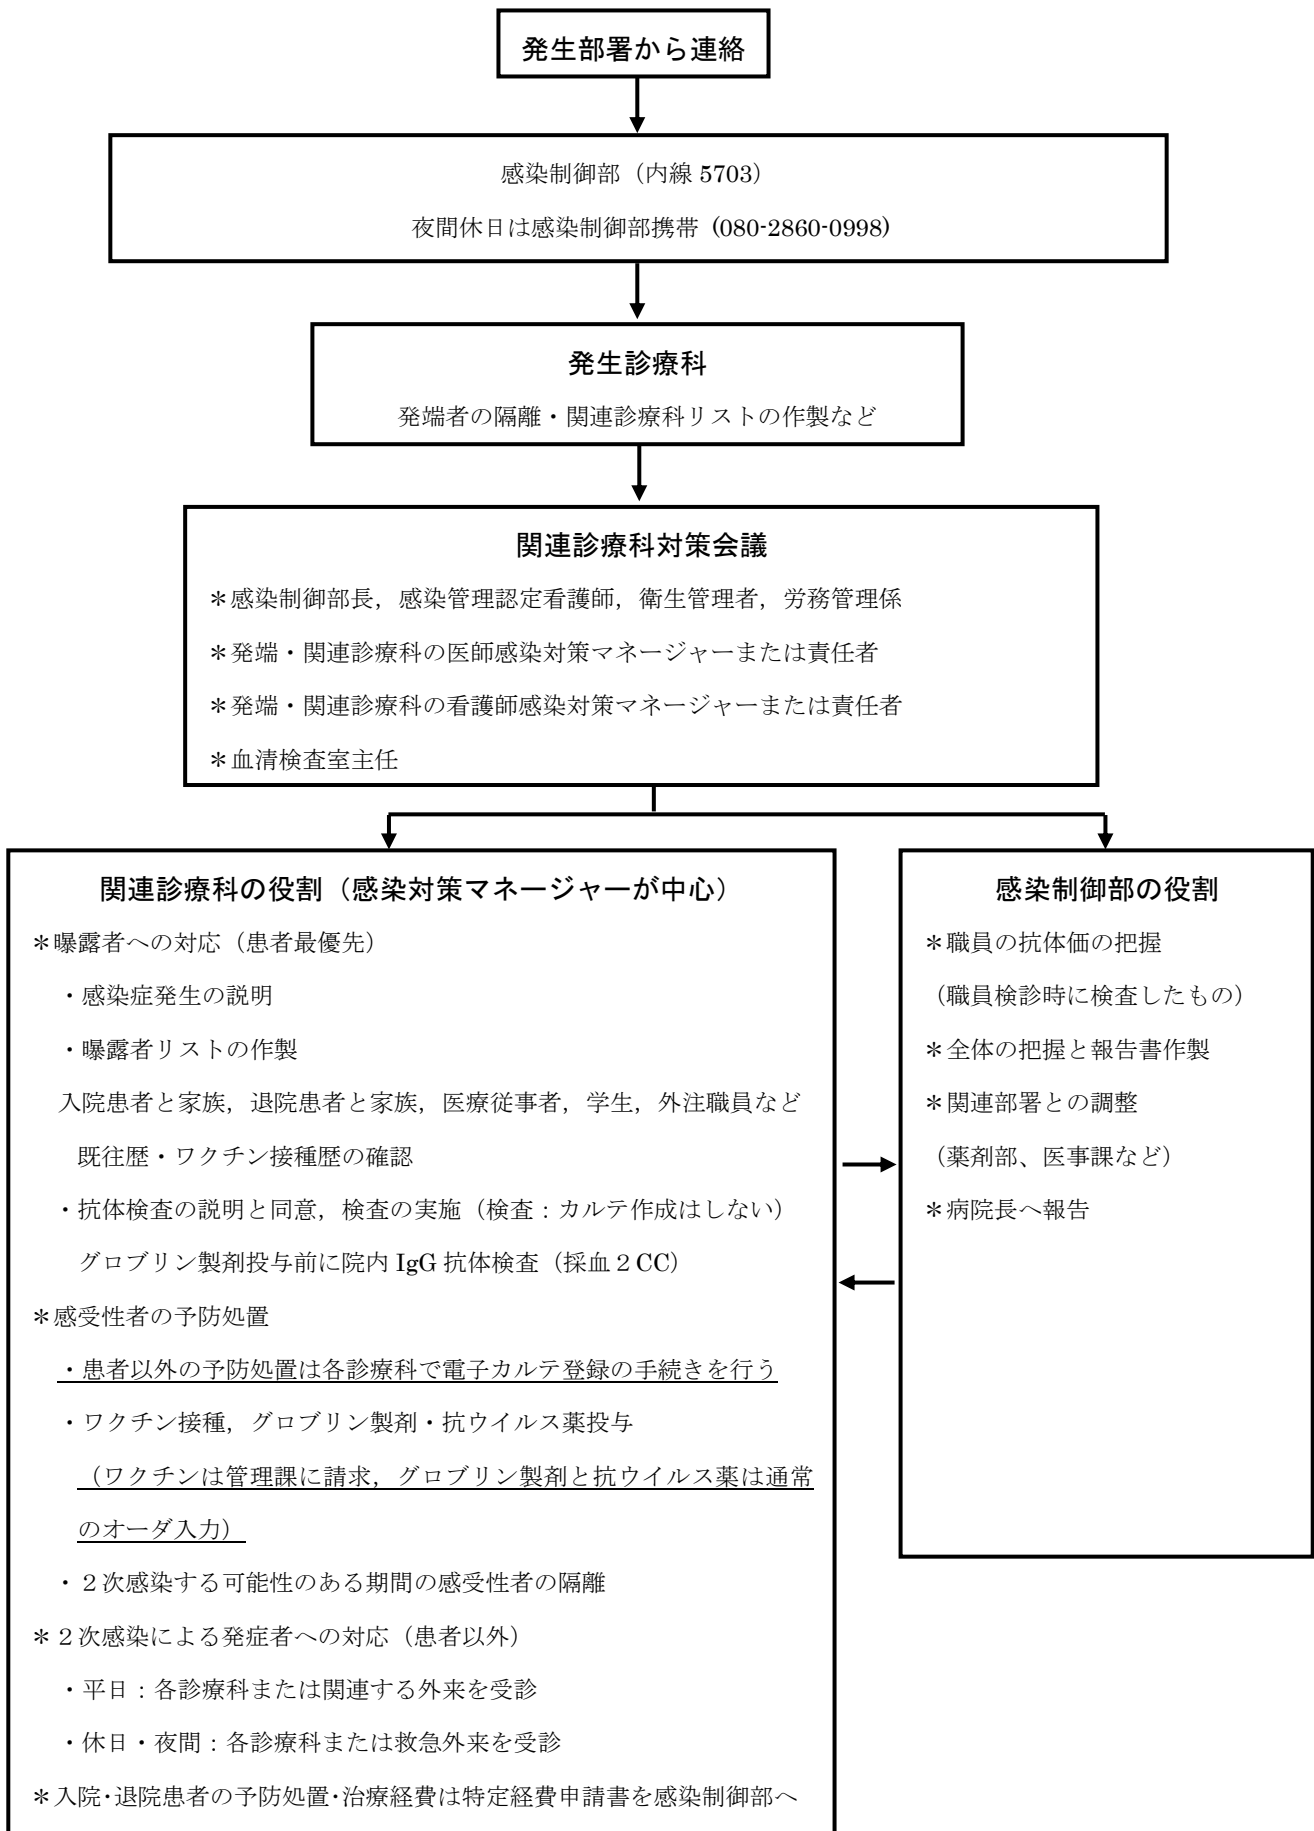 発生部署から連絡
感染制御部（内線 5703）
夜間休日は感染制御部携帯 (080-2860-0998)
発生診療科
発端者の隔離・関連診療科リストの作製など
関連診療科対策会議
＊感染制御部長，感染管理認定看護師，衛生管理者，労務管理係
＊発端・関連診療科の医師感染対策マネージャーまたは責任者
＊発端・関連診療科の看護師感染対策マネージャーまたは責任者
＊血清検査室主任
関連診療科の役割（感染対策マネージャーが中心）
＊曝露者への対応（患者最優先）
・感染症発生の説明
・曝露者リストの作製
入院患者と家族，退院患者と家族，医療従事者，学生，外注職員など
既往歴・ワクチン接種歴の確認
・抗体検査の説明と同意，検査の実施（検査：カルテ作成はしない）
グロブリン製剤投与前に院内 IgG 抗体検査（採血２CC）
＊感受性者の予防処置
・患者以外の予防処置は各診療科で電子カルテ登録の手続きを行う
・ワクチン接種，グロブリン製剤・抗ウイルス薬投与
（ワクチンは管理課に請求，グロブリン製剤と抗ウイルス薬は通常
のオーダ入力）
・２次感染する可能性のある期間の感受性者の隔離
＊２次感染による発症者への対応（患者以外）
・平日：各診療科または関連する外来を受診
・休日・夜間：各診療科または救急外来を受診
＊入院・退院患者の予防処置・治療経費は特定経費申請書を感染制御部へ
感染制御部の役割
＊職員の抗体価の把握
（職員検診時に検査したもの）
＊全体の把握と報告書作製
＊関連部署との調整
（薬剤部、医事課など）
＊病院長へ報告